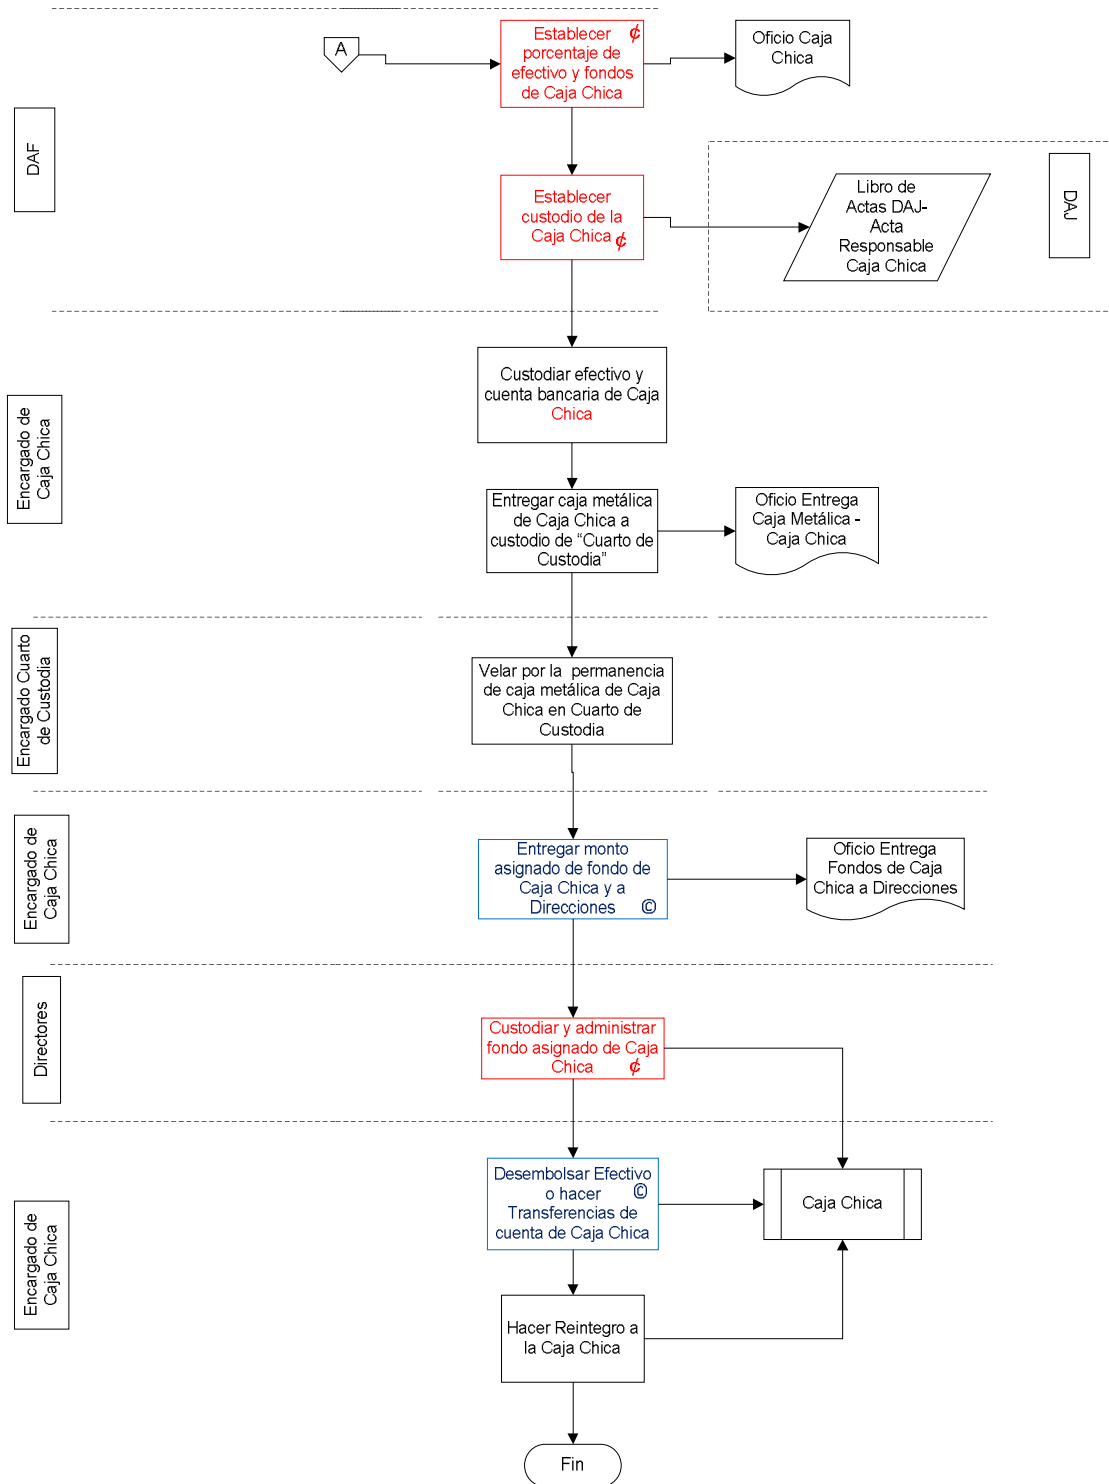 A
Establecer ¢
porcentaje de
efectivo y fondos
de Caja Chica
Oficio Caja
Chica
DAF
Establecer
custodio de la
Caja Chica ¢
Libro de
Actas DAJ-
Acta
Responsable
Caja Chica
DAJ
Encargado de
Caja Chica
Custodiar efectivo y
cuenta bancaria de Caja
Chica
Entregar caja metálica
de Caja Chica a
custodio de “Cuarto de
Custodia”
Oficio Entrega
Caja Metálica -
Caja Chica
Encargado Cuarto
de Custodia
Velar por la permanencia
de caja metálica de Caja
Chica en Cuarto de
Custodia
Encargado de
Caja Chica
Entregar monto
asignado de fondo de
Caja Chica y a
Direcciones ©
Oficio Entrega
Fondos de Caja
Chica a Direcciones
Directores
Custodiar y administrar
fondo asignado de Caja
Chica ¢
Encargado de
Caja Chica
Desembolsar Efectivo
o hacer ©
Transferencias de
cuenta de Caja Chica
Caja Chica
Hacer Reintegro a
la Caja Chica
Fin